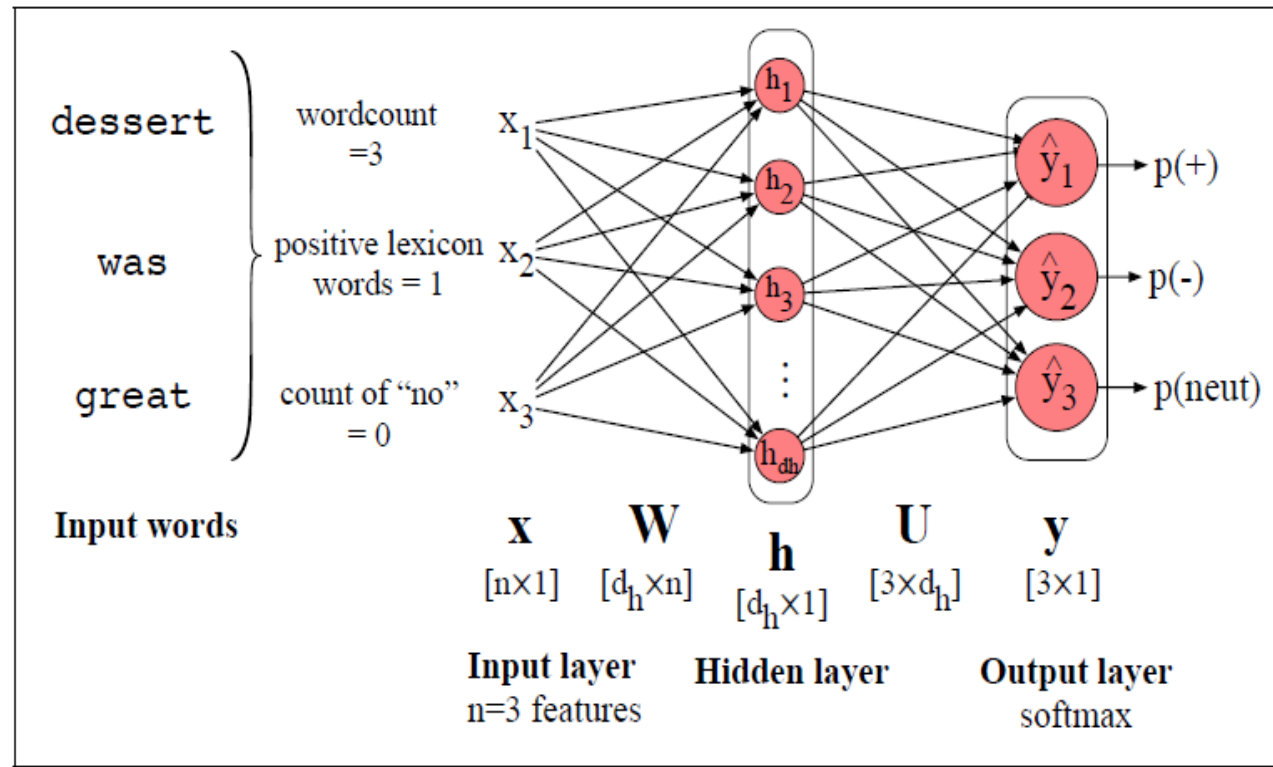 dessert
was
great
Input words
wordcount
=3
positive lexicon
words = 1
count of “no”
= 0
x1
x2
x3
h1
h2
h3
⋮
hdh
ŷ1
ŷ2
ŷ3
p(+)
p(-)
p(neut)
x
[n×1]
W
[dh×n]
h
[dh×1]
U
[3×dh]
y
[3×1]
Input layer
n=3 features
Hidden layer
Output layer
softmax